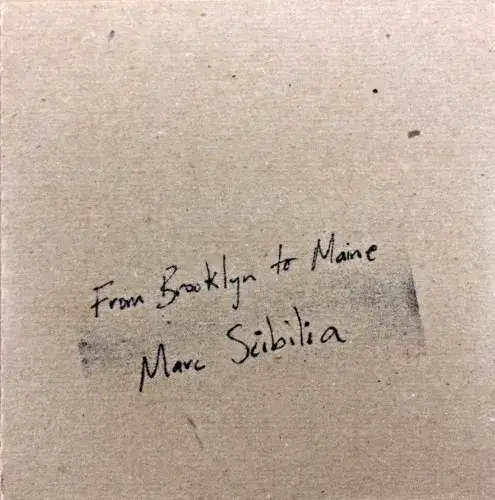 From Brooklyn to Maine
Marc Scibilia